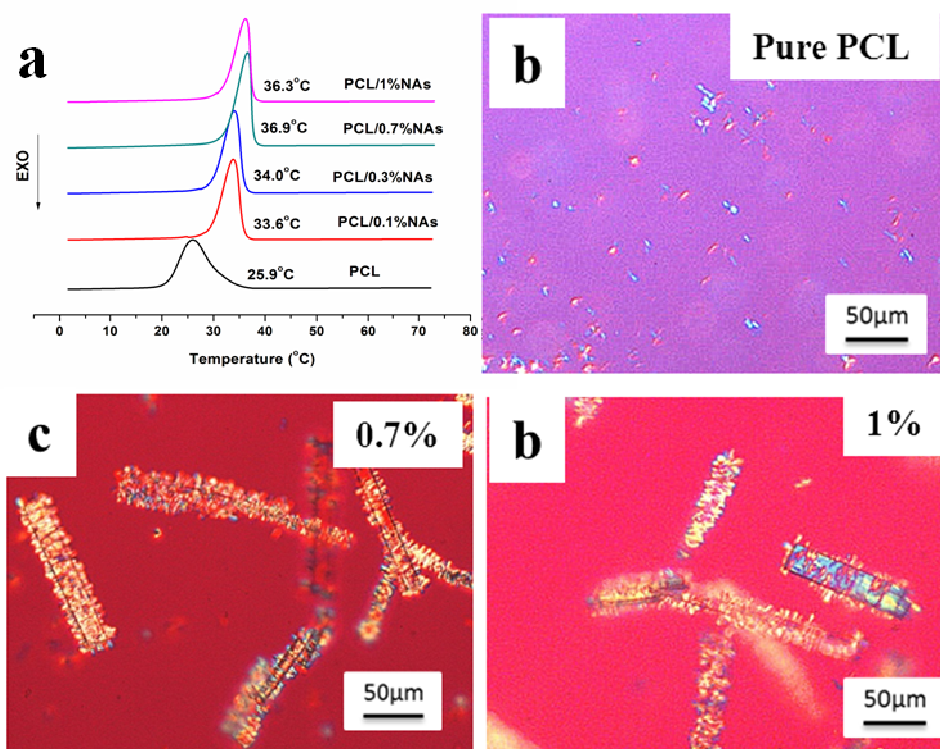 a
36.3°C
PCL/1%NAs
36.9°C
PCL/0.7%NAs
34.0°C
PCL/0.3%NAs
33.6°C
PCL/0.1%NAs
25.9°C
PCL
EXO
0 10 20 30 40 50 60 70 80
Temperature (°C)
b
Pure PCL
50μm
c
0.7%
50μm
b
1%
50μm